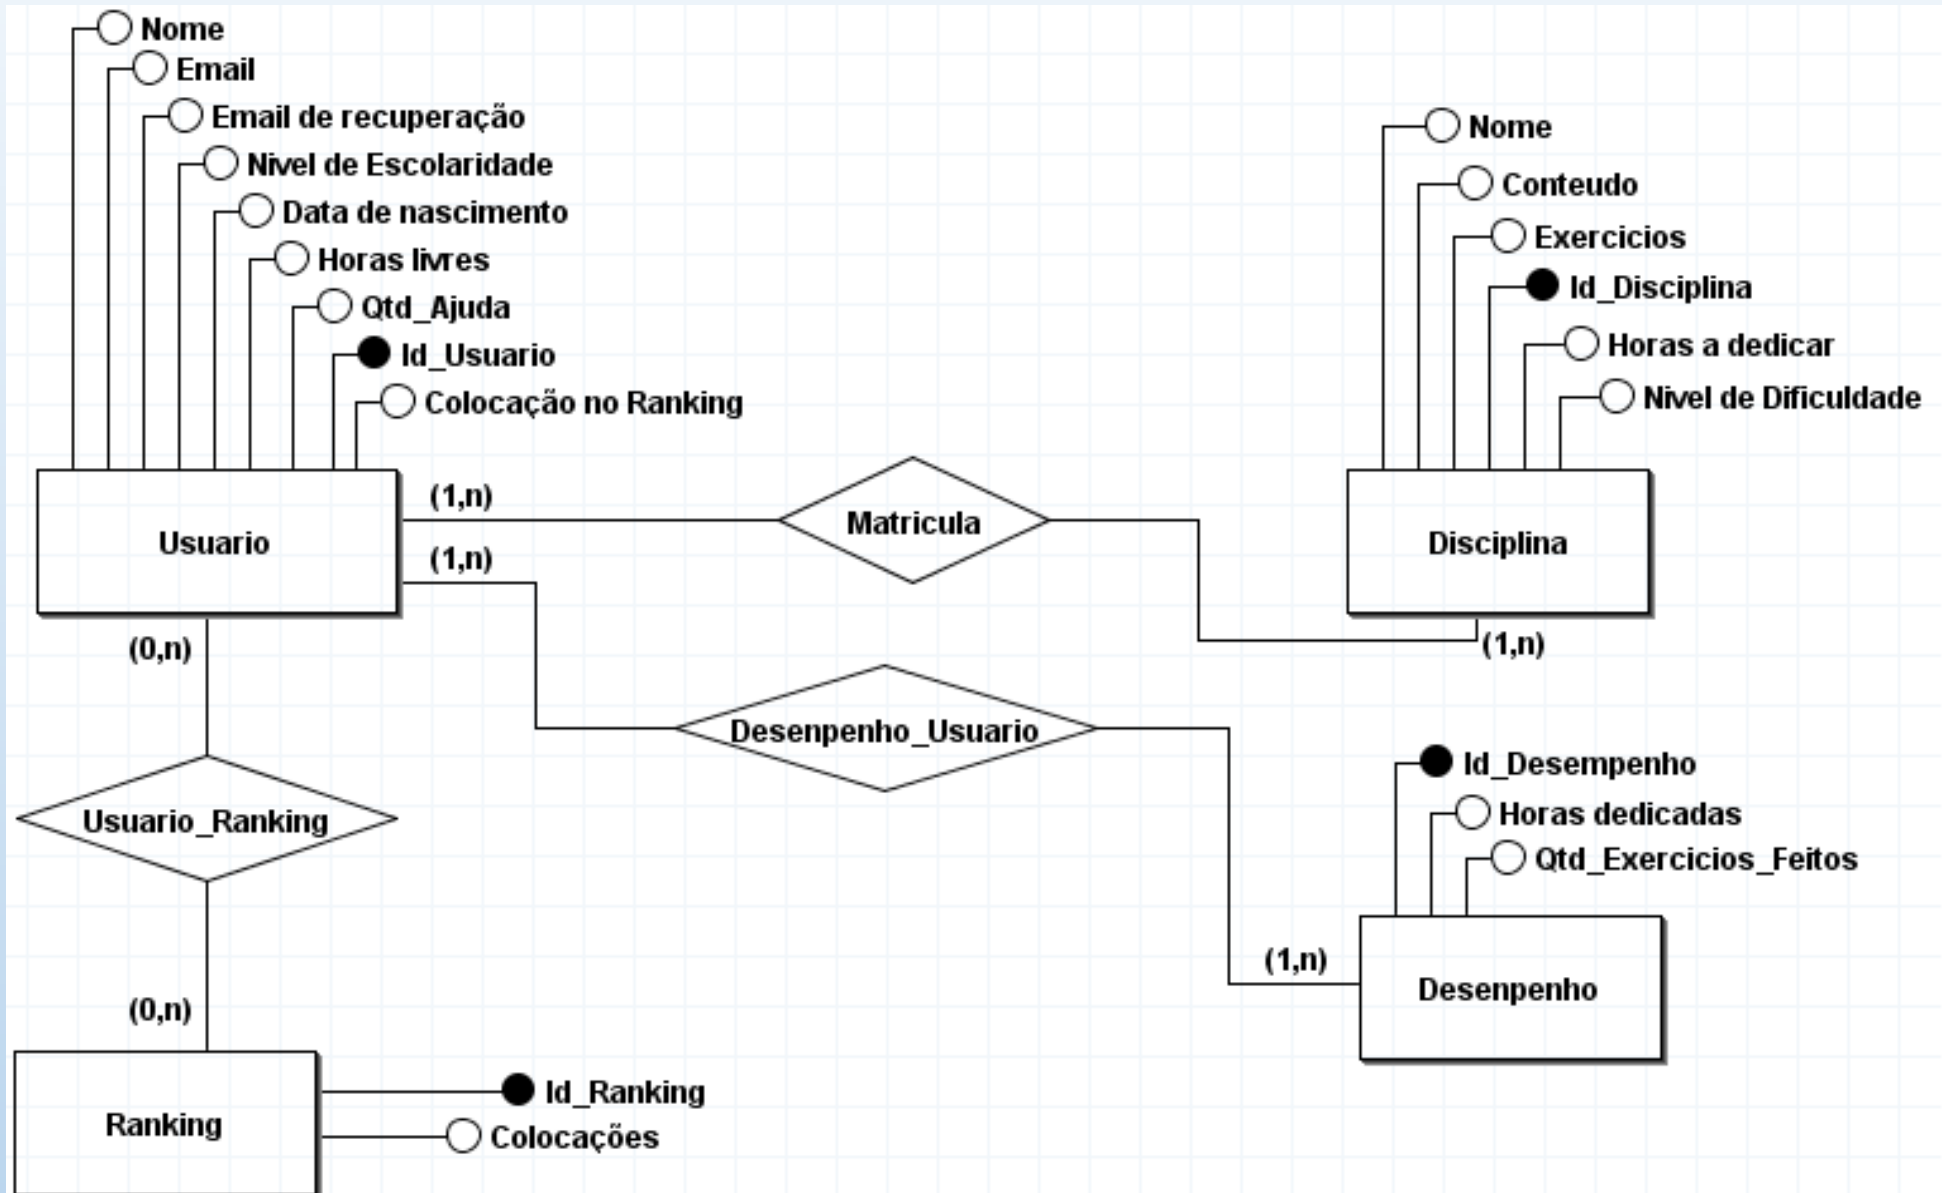 Nome
Email
Email de recuperação
Nivel de Escolaridade
Data de nascimento
Horas livres
Qtd_Ajuda
Id_Usuario
Colocação no Ranking
Nome
Conteudo
Exercicios
Id_Disciplina
Horas a dedicar
Nivel de Dificuldade
Usuario
(1,n)
(1,n)
Matricula
Disciplina
(1,n)
(0,n)
Desenpenho_Usuario
Usuario_Ranking
(0,n)
Id_Desempenho
Horas dedicadas
Qtd_Exercicios_Feitos
(1,n)
Desenpenho
Ranking
Id_Ranking
Colocações